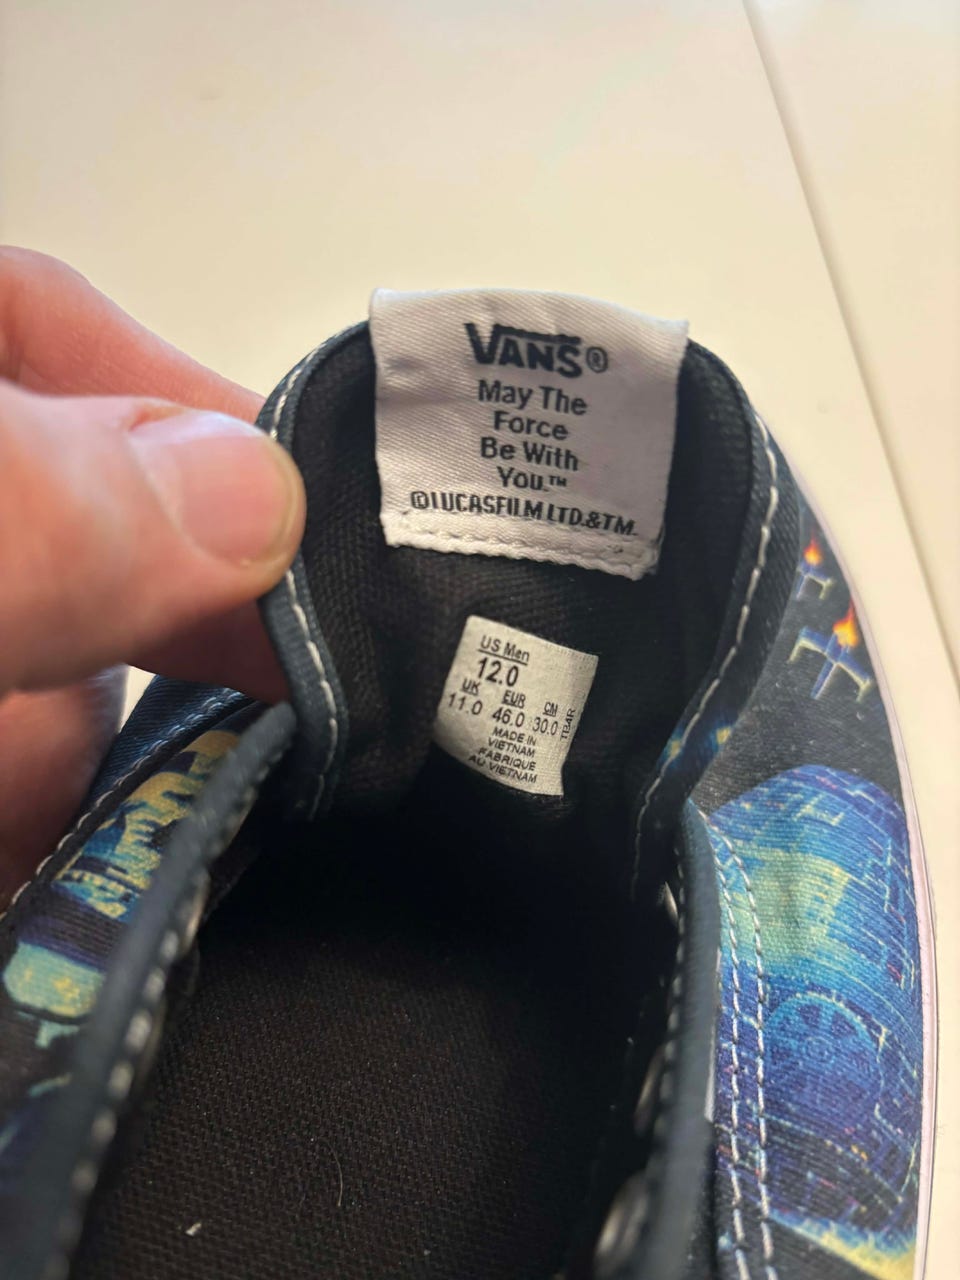 VANS®
May The
Force
Be With
You.™
©LUCASFILM LTD.&TM.
US Men
12.0
UK EUR CM
11.0 46.0 30.0
TB4R
MADE IN
VIETNAM
FABRIQUE
AU VIETNAM